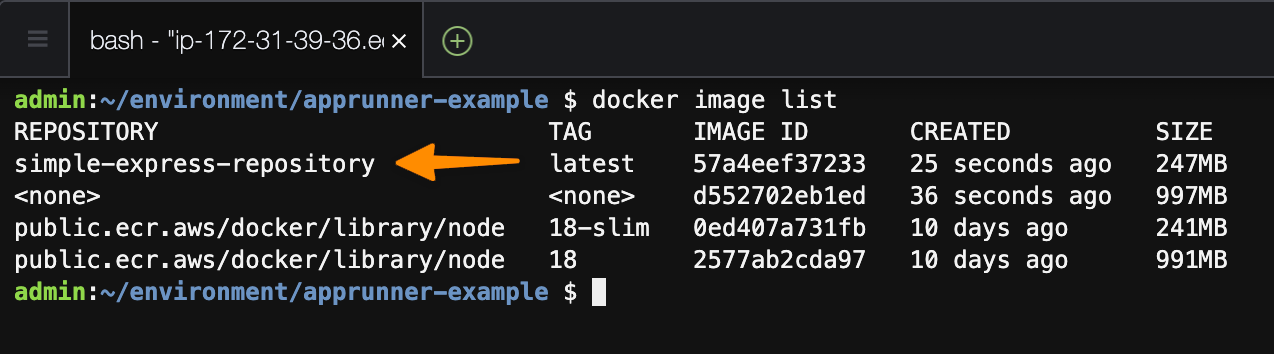 bash - "ip-172-31-39-36.e
admin:~/environment/apprunner-example $ docker image list
REPOSITORY TAG IMAGE ID CREATED SIZE
simple-express-repository latest 57a4eef37233 25 seconds ago 247MB
<none> <none> d552702eb1ed 36 seconds ago 997MB
public.ecr.aws/docker/library/node 18-slim 0ed407a731fb 10 days ago 241MB
public.ecr.aws/docker/library/node 18 2577ab2cda97 10 days ago 991MB
admin:~/environment/apprunner-example $